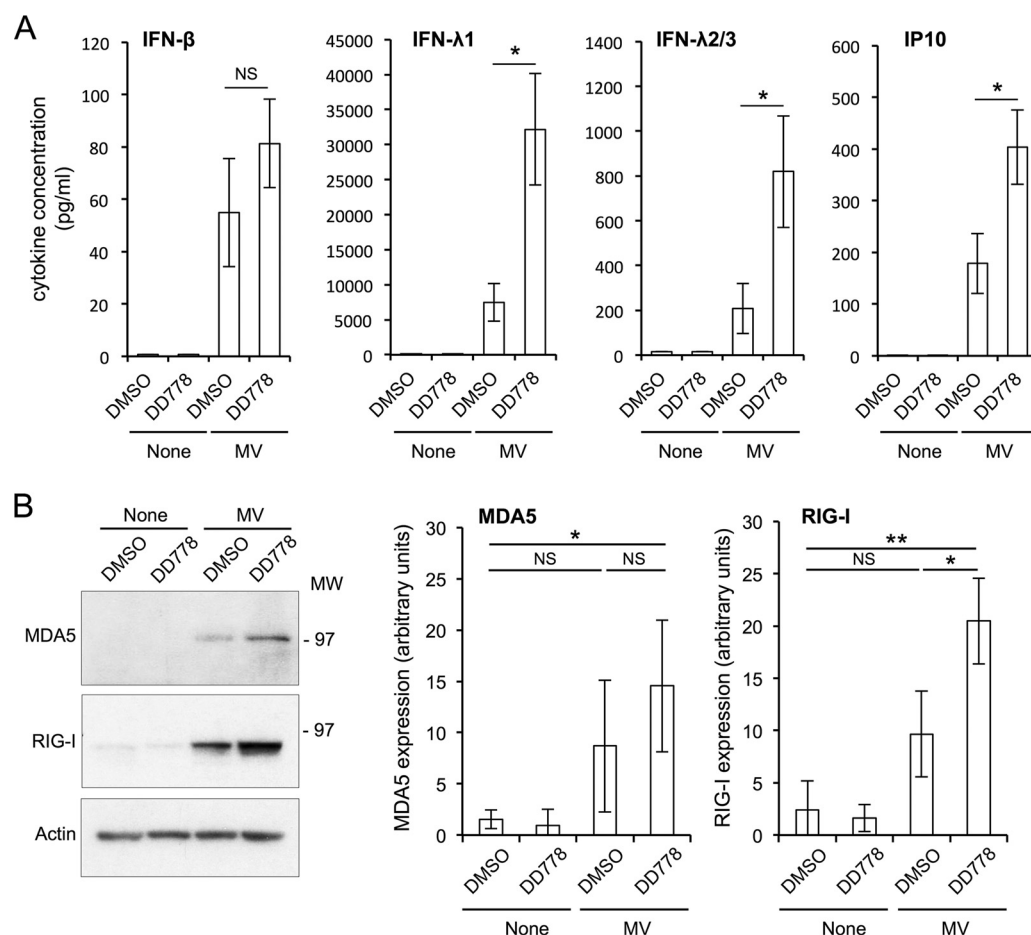 A
IFN-β
IFN-λ1
IFN-λ2/3
IP10
cytokine concentration
(pg/ml)
120
100
80
60
40
20
0
NS
DMSO
DD778
DMSO
DD778
None
MV
45000
40000
35000
30000
25000
20000
15000
10000
5000
0
*
DMSO
DD778
DMSO
DD778
None
MV
1400
1200
1000
800
600
400
200
0
*
DMSO
DD778
DMSO
DD778
None
MV
600
500
400
300
200
100
0
*
DMSO
DD778
DMSO
DD778
None
MV
B
None
MV
DMSO
DD778
DMSO
DD778
MW
MDA5
- 97
RIG-I
- 97
Actin
MDA5
MDA5 expression (arbitrary units)
30
25
20
15
10
5
0
*
NS
NS
DMSO
DD778
DMSO
DD778
None
MV
RIG-I
RIG-I expression (arbitrary units)
30
25
20
15
10
5
0
**
NS
*
DMSO
DD778
DMSO
DD778
None
MV